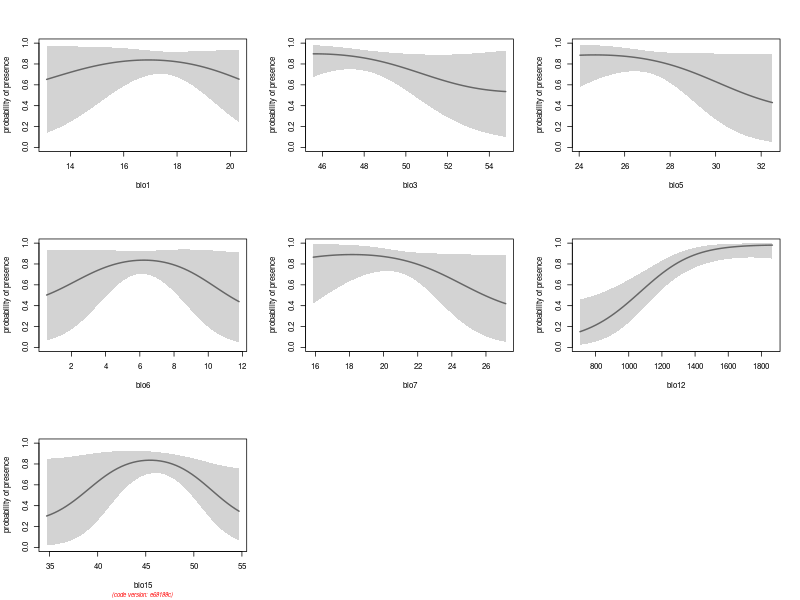 probability of presence
0.0 0.2 0.4 0.6 0.8 1.0
14 16 18 20
bio1
probability of presence
0.0 0.2 0.4 0.6 0.8 1.0
46 48 50 52 54
bio3
probability of presence
0.0 0.2 0.4 0.6 0.8 1.0
24 26 28 30 32
bio5
probability of presence
0.0 0.2 0.4 0.6 0.8 1.0
2 4 6 8 10 12
bio6
probability of presence
0.0 0.2 0.4 0.6 0.8 1.0
16 18 20 22 24 26
bio7
probability of presence
0.0 0.2 0.4 0.6 0.8 1.0
800 1000 1200 1400 1600 1800
bio12
probability of presence
0.0 0.2 0.4 0.6 0.8 1.0
35 40 45 50 55
bio15
(code version: